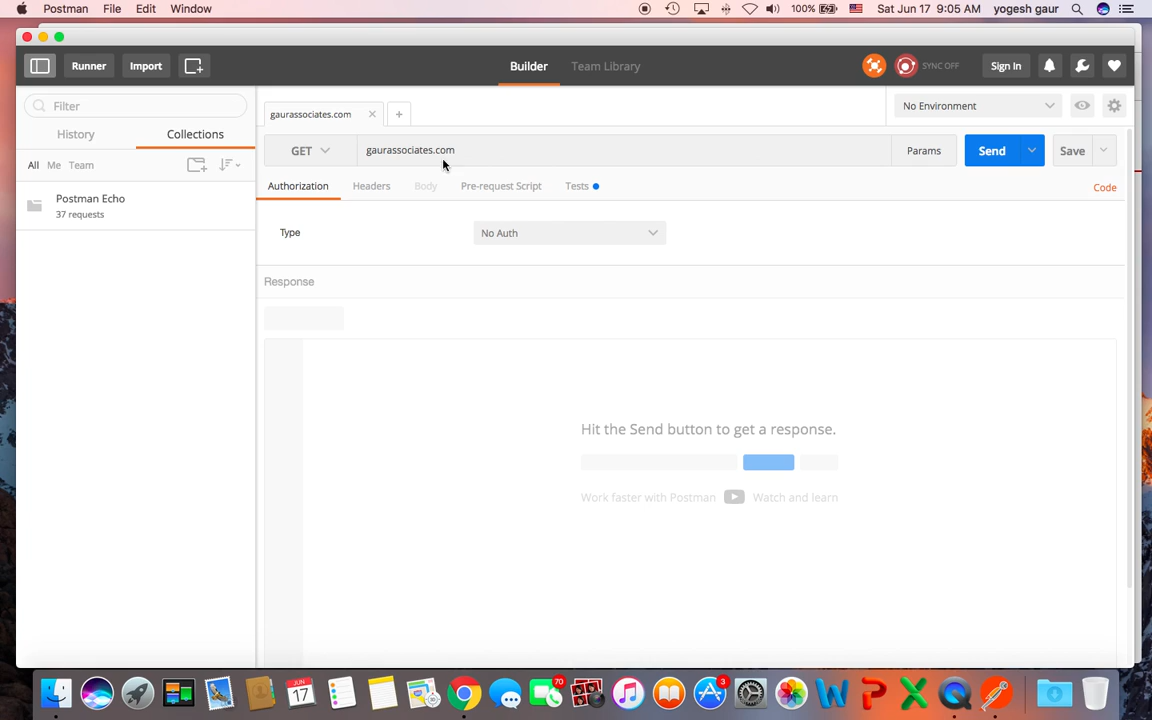 Postman File Edit Window 100% Sat Jun 17 9:05 AM yogesh gaur
Runner Import Builder Team Library SYNC OFF Sign In
Filter
gaurassociates.com
No Environment
History Collections
GET gaurassociates.com Params Send Save
All Me Team
Authorization Headers Body Pre-request Script Tests Code
Postman Echo
37 requests
Type No Auth
Response
Hit the Send button to get a response.
Work faster with Postman Watch and learn
JUN
17
70
3